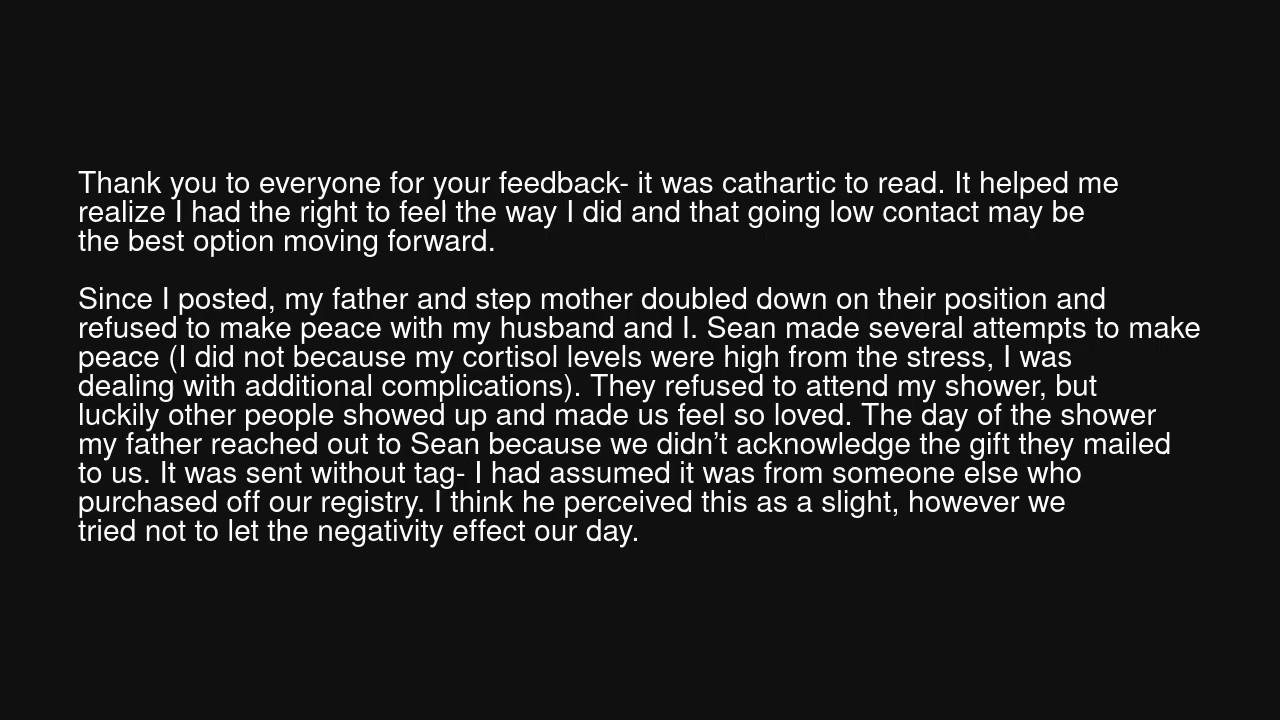 Thank you to everyone for your feedback- it was cathartic to read. It helped me
realize I had the right to feel the way I did and that going low contact may be
the best option moving forward.
Since I posted, my father and step mother doubled down on their position and
refused to make peace with my husband and I. Sean made several attempts to make
peace (I did not because my cortisol levels were high from the stress, I was
dealing with additional complications). They refused to attend my shower, but
luckily other people showed up and made us feel so loved. The day of the shower
my father reached out to Sean because we didn’t acknowledge the gift they mailed
to us. It was sent without tag- I had assumed it was from someone else who
purchased off our registry. I think he perceived this as a slight, however we
tried not to let the negativity effect our day.